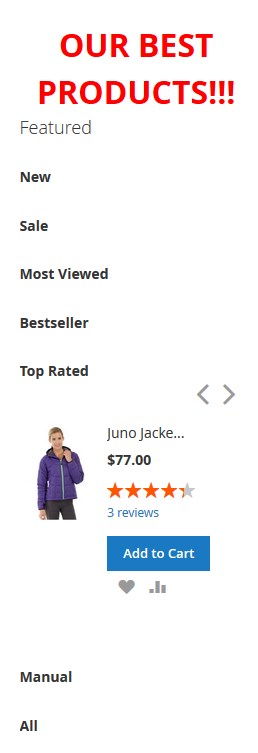 OUR BEST
PRODUCTS!!!
Featured
New
Sale
Most Viewed
Bestseller
Top Rated
Juno Jacke...
$77.00
3 reviews
Add to Cart
Manual
All